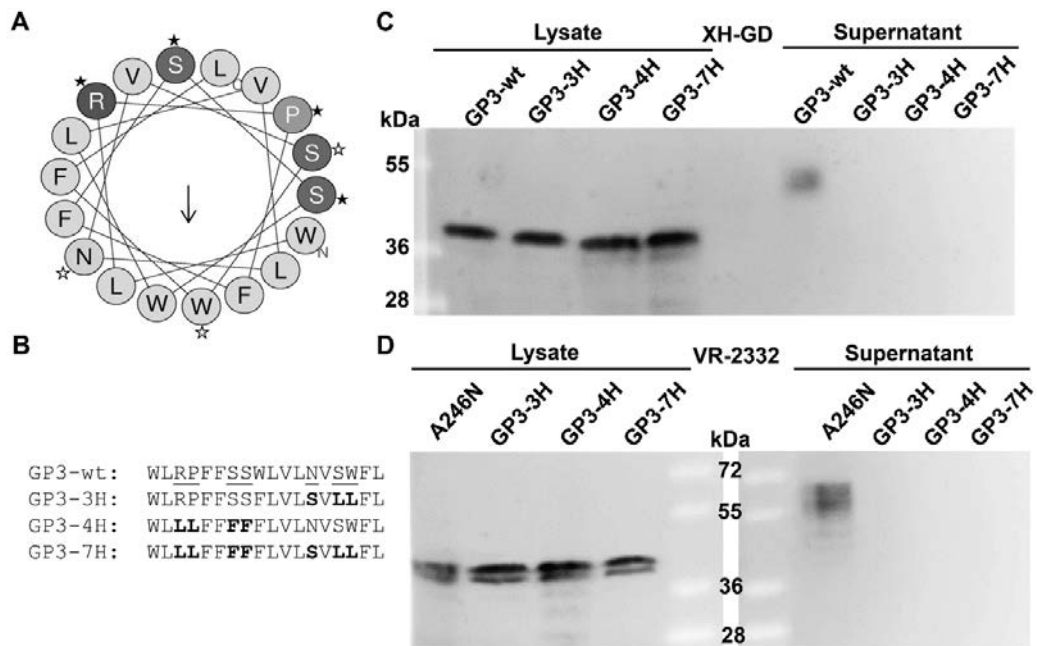 A
S
V L
V
R
P
L
S
F
S
F
W
N
N
L
L
W W F
B
GP3-wt: WLRPFFSSWLVLNVSWFL
GP3-3H: WLRPFFSSFLVLSVLLFL
GP3-4H: WLLLFFFFFLVLNVSWFL
GP3-7H: WLLLFFFFFLVLSVLLFL
C
Lysate XH-GD Supernatant
GP3-wt GP3-3H GP3-4H GP3-7H GP3-wt GP3-3H GP3-4H GP3-7H
kDa
55
36
28
D
Lysate VR-2332 Supernatant
A246N GP3-3H GP3-4H GP3-7H A246N GP3-3H GP3-4H GP3-7H
kDa
72
55
36
28